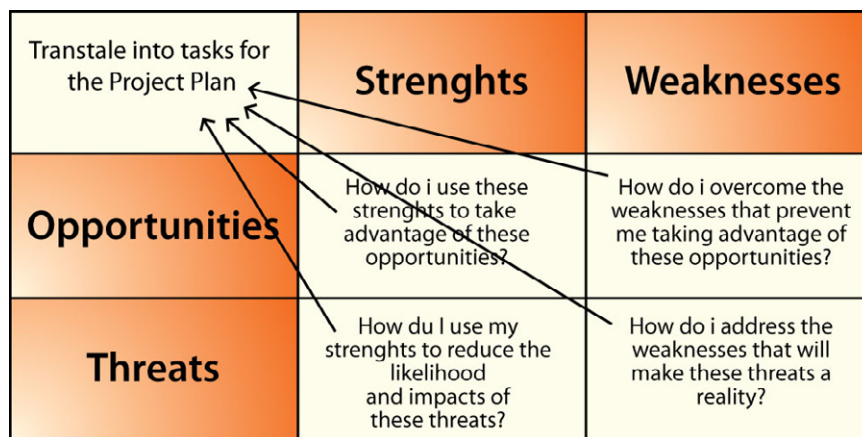 Transtale into tasks for
the Project Plan
Strenghts
Weaknesses
Opportunities
How do i use these
strenghts to take
advantage of these
opportunities?
How do i overcome the
weaknesses that prevent
me taking advantage of
these opportunities?
Threats
How du I use my
strenghts to reduce the
likelihood
and impacts of
these threats?
How do i address the
weaknesses that will
make these threats a
reality?